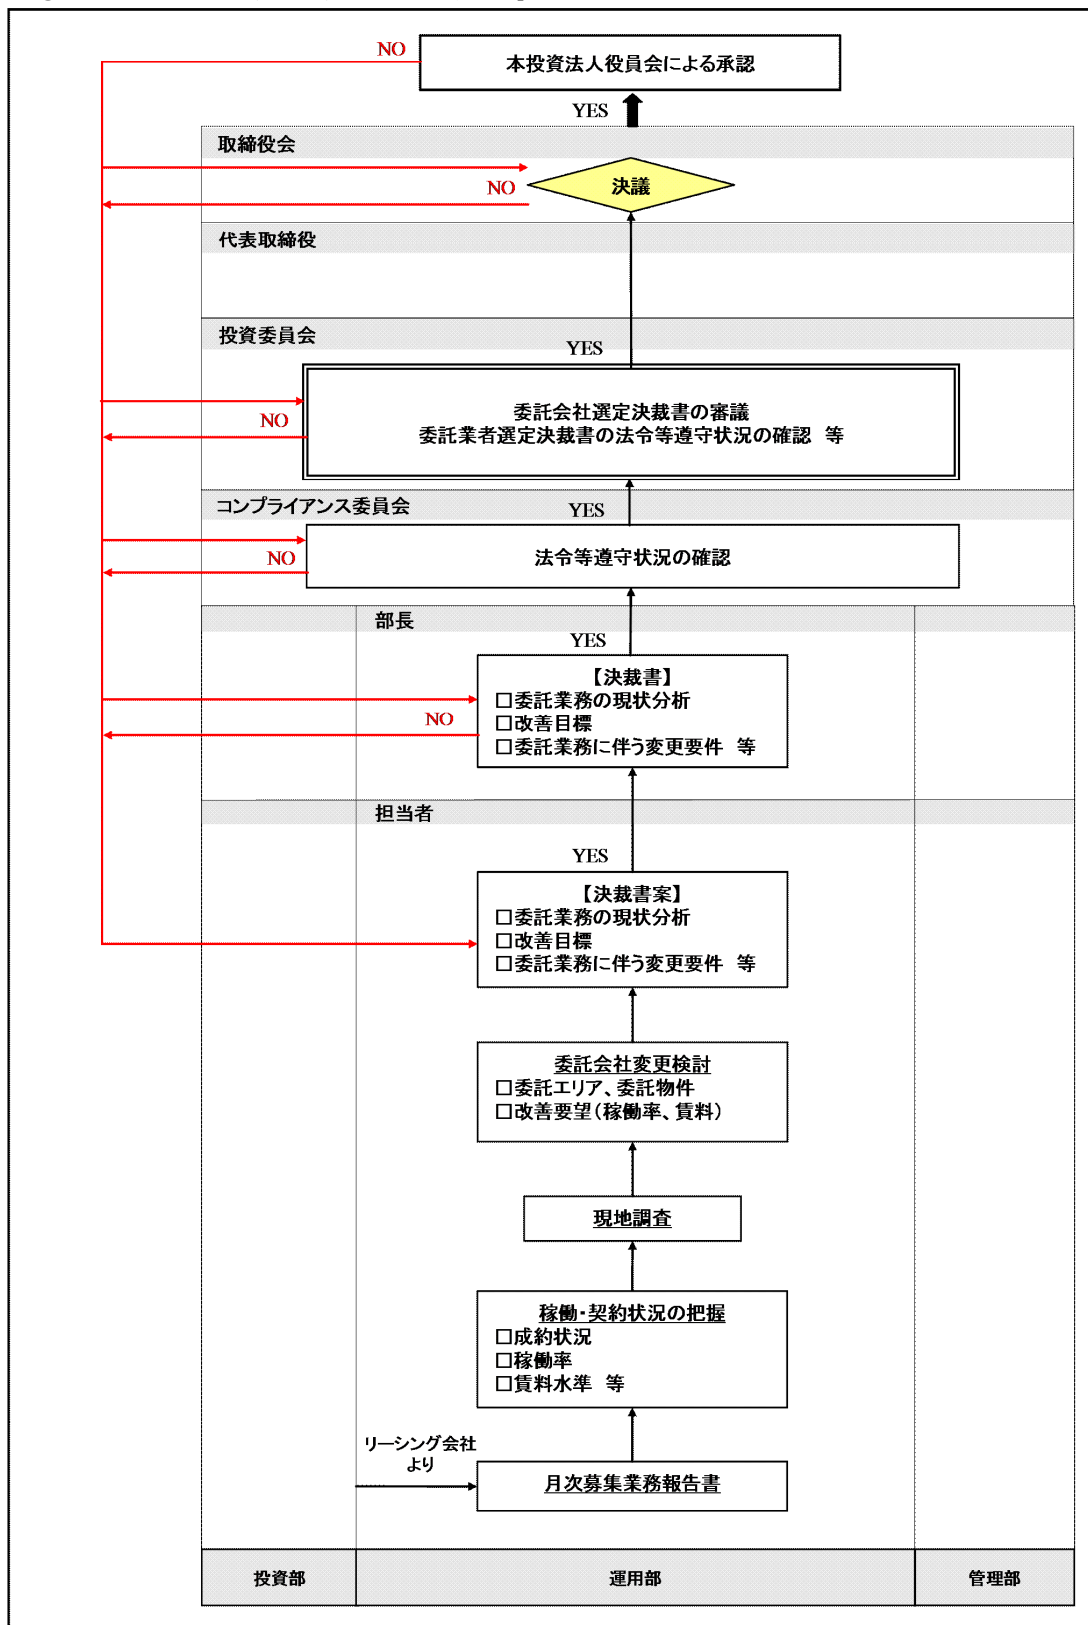 NO
本投資法人役員会による承認
YES
取締役会
NO
決議
代表取締役
投資委員会
YES
委託会社選定決裁書の審議
NO
委託業者選定決裁書の法令等遵守状況の確認 等
コンプライアンス委員会
YES
NO
法令等遵守状況の確認
部長
YES
【決裁書】
□委託業務の現状分析
NO
□改善目標
□委託業務に伴う変更要件 等
担当者
YES
【決裁書案】
□委託業務の現状分析
□改善目標
□委託業務に伴う変更要件 等
委託会社変更検討
□委託エリア、委託物件
□改善要望（稼働率、賃料）
現地調査
稼働・契約状況の把握
□成約状況
□稼働率
□賃料水準 等
リーシング会社
より
月次募集業務報告書
投資部
運用部
管理部